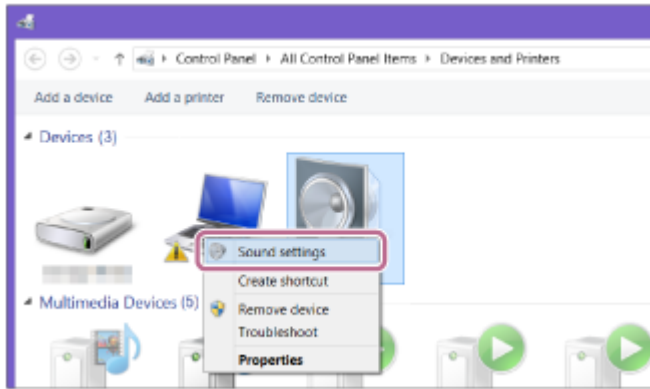 Control Panel ▸ All Control Panel Items ▸ Devices and Printers
Add a device Add a printer Remove device
Devices (3)
Sound settings
Create shortcut
Multimedia Devices (5)
Remove device
Troubleshoot
Properties